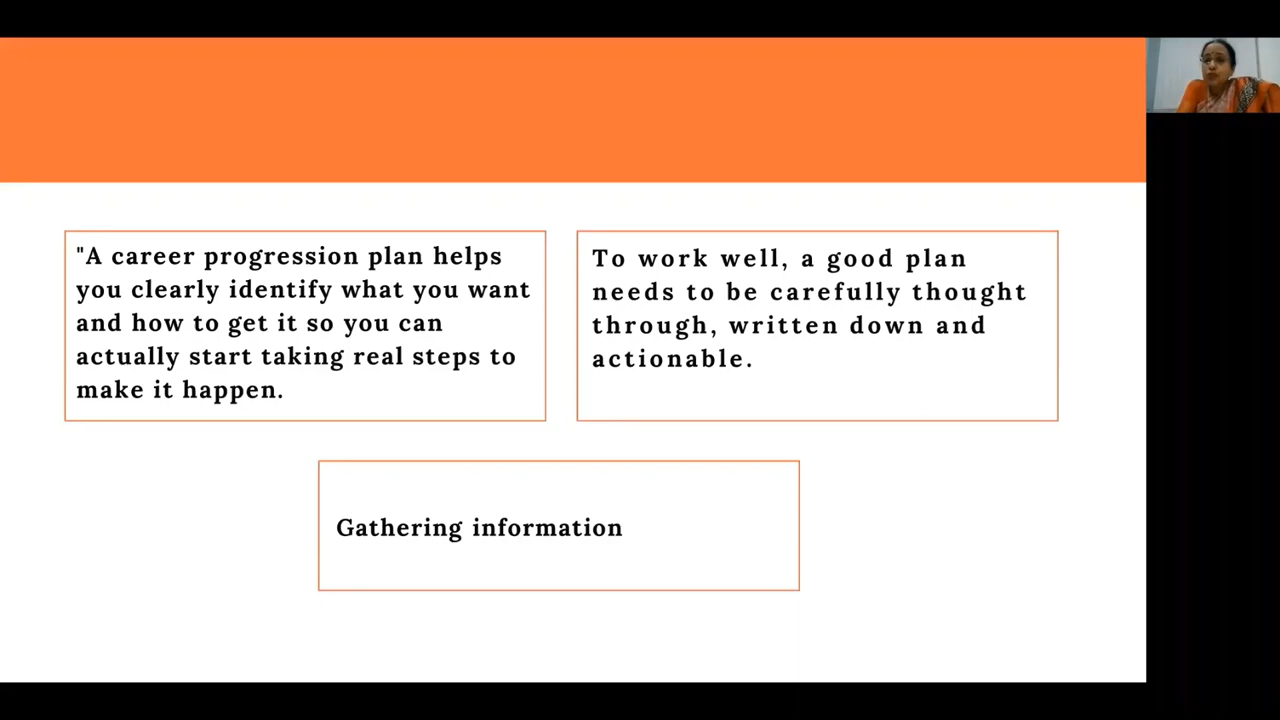 "A career progression plan helps
you clearly identify what you want
and how to get it so you can
actually start taking real steps to
make it happen.
To work well, a good plan
needs to be carefully thought
through, written down and
actionable.
Gathering information